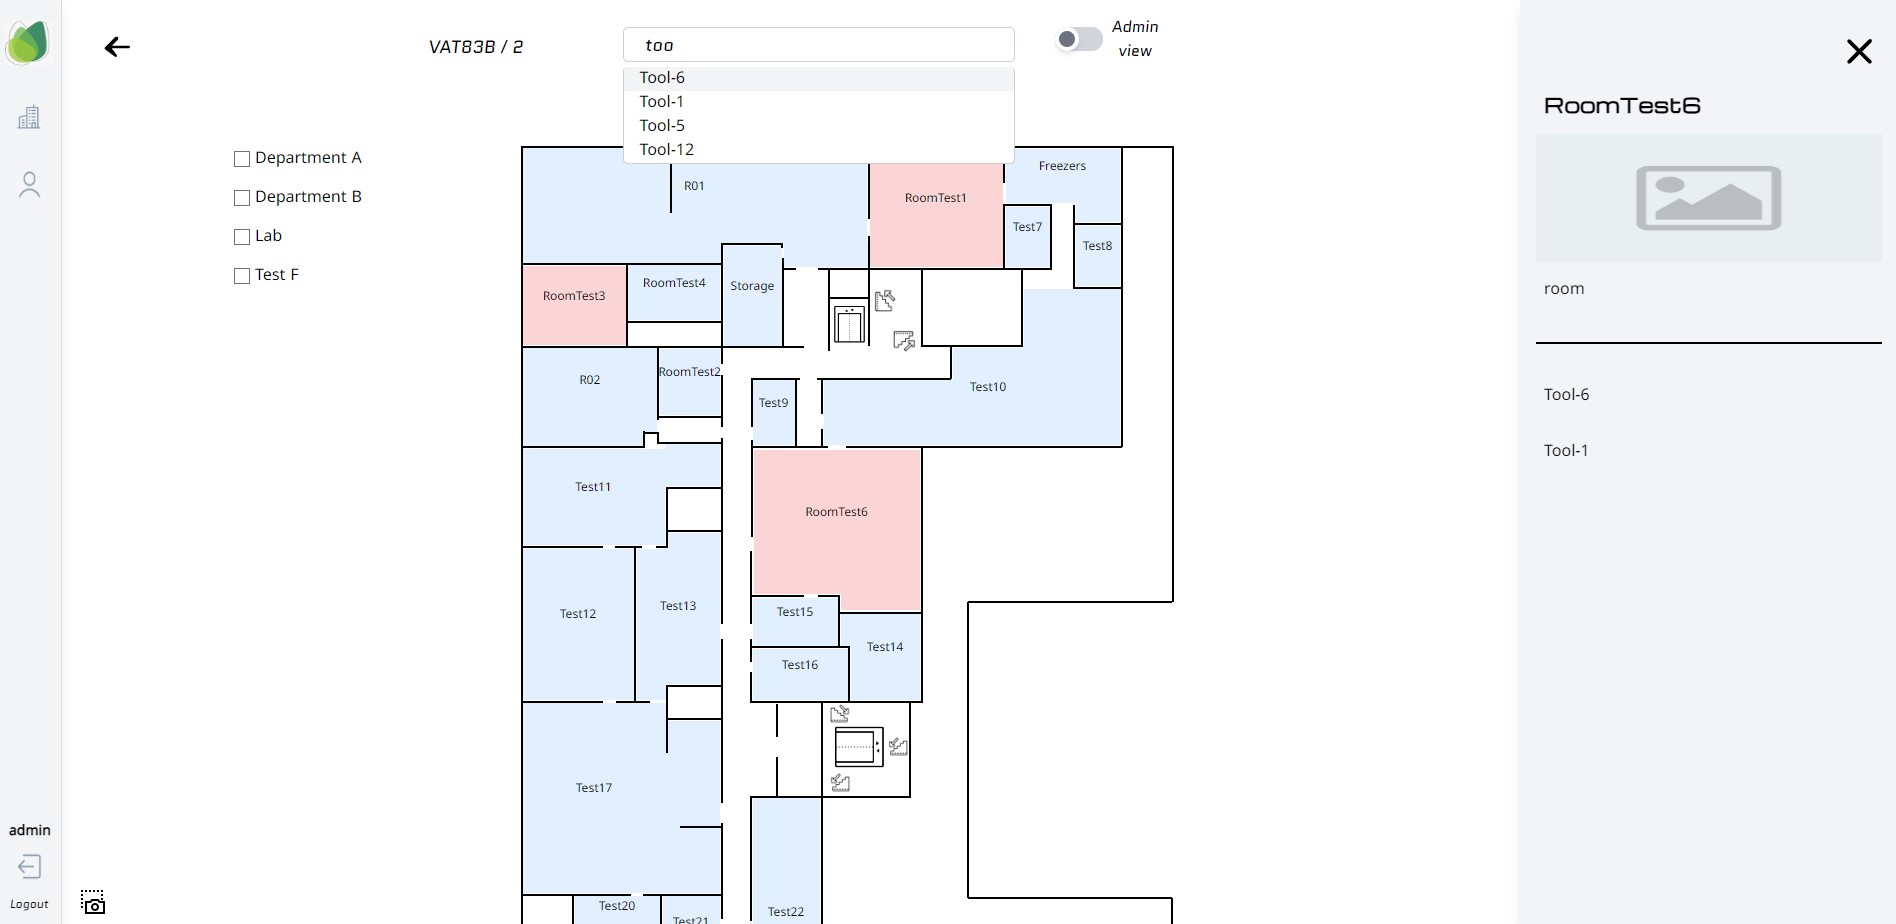 VAT83B / 2
too
Admin
view
Tool-6
Tool-1
Tool-5
Tool-12
Department A
Department B
Lab
Test F
R01
RoomTest1
Freezers
Test7
Test8
RoomTest3
RoomTest4
Storage
R02
RoomTest2
Test9
Test10
Test11
RoomTest6
Test12
Test13
Test15
Test14
Test16
Test17
Test20
Test21
Test22
admin
Logout
RoomTest6
room
Tool-6
Tool-1